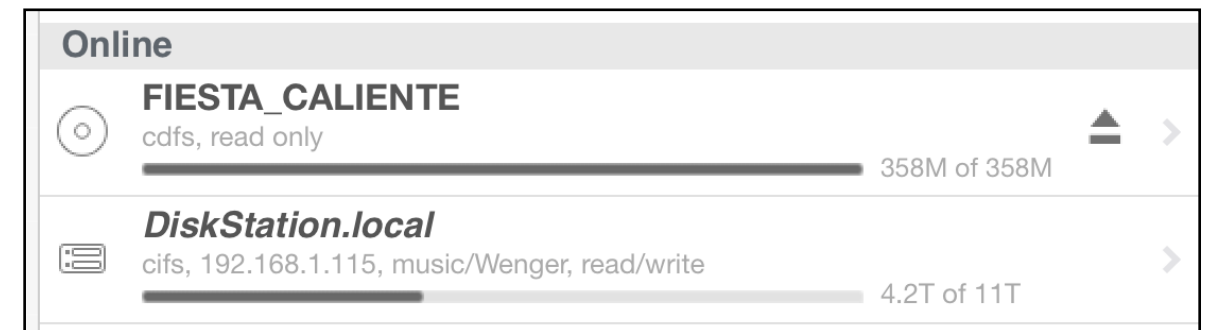 Online
FIESTA_CALIENTE
cdfs, read only
358M of 358M
DiskStation.local
cifs, 192.168.1.115, music/Wenger, read/write
4.2T of 11T